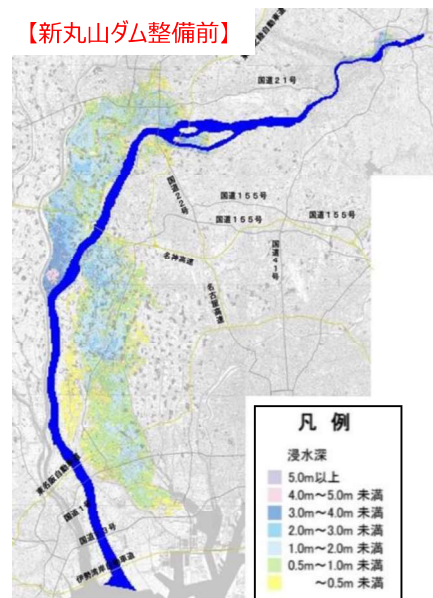 【新丸山ダム整備前】
国道21号
国道22号
国道155号
国道155号
国道155号
国道41号
名神高速
名古屋高速
東名阪自動車道
国道1号
伊勢湾岸自動車道
凡 例
浸水深
5.0m以上
4.0m～5.0m 未満
3.0m～4.0m 未満
2.0m～3.0m 未満
1.0m～2.0m 未満
0.5m～1.0m 未満
～0.5m 未満